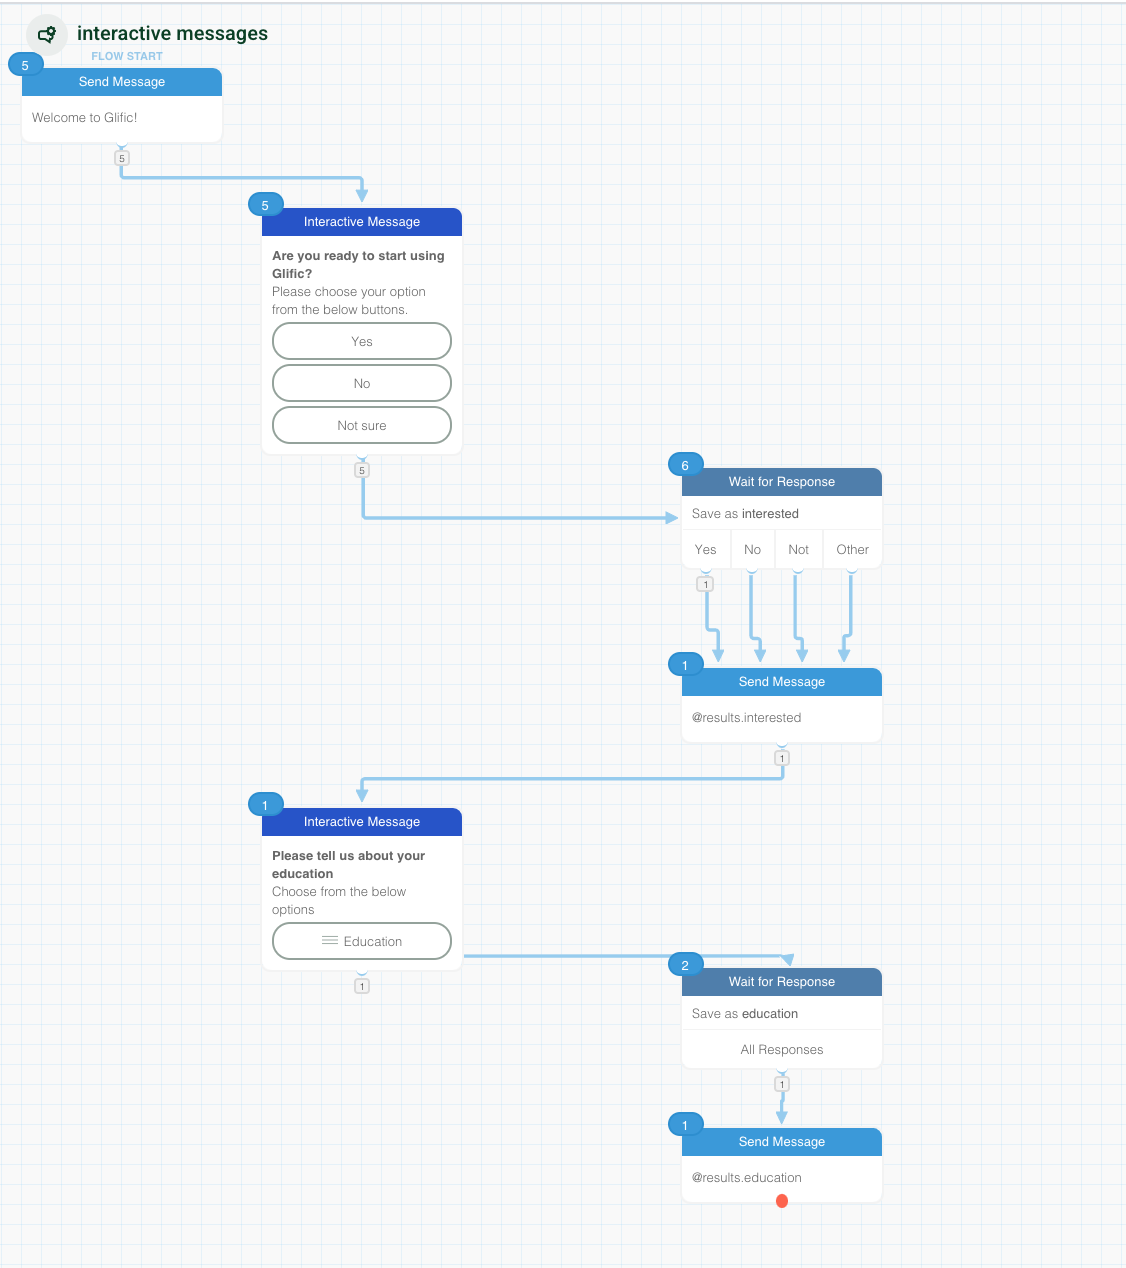 interactive messages
FLOW START
5
Send Message
Welcome to Glific!
5
5
Interactive Message
Are you ready to start using
Glific?
Please choose your option
from the below buttons.
Yes
No
Not sure
5
6
Wait for Response
Save as interested
Yes No Not Other
1
1
Send Message
@results.interested
1
1
Interactive Message
Please tell us about your
education
Choose from the below
options
Education
1
2
Wait for Response
Save as education
All Responses
1
1
Send Message
@results.education